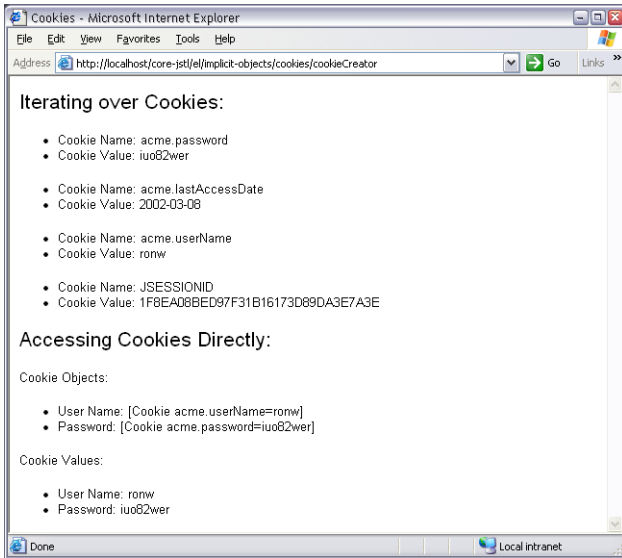 Cookies - Microsoft Internet Explorer
File Edit View Favorites Tools Help
Address http://localhost/core-jstl/el/implicit-objects/cookies/cookieCreator Go Links »
Iterating over Cookies:
• Cookie Name: acme.password
• Cookie Value: iuo82wer
• Cookie Name: acme.lastAccessDate
• Cookie Value: 2002-03-08
• Cookie Name: acme.userName
• Cookie Value: ronw
• Cookie Name: JSESSIONID
• Cookie Value: 1F8EA08BED97F31B16173D89DA3E7A3E
Accessing Cookies Directly:
Cookie Objects:
• User Name: [Cookie acme.userName=ronw]
• Password: [Cookie acme.password=iuo82wer]
Cookie Values:
• User Name: ronw
• Password: iuo82wer
Done Local intranet